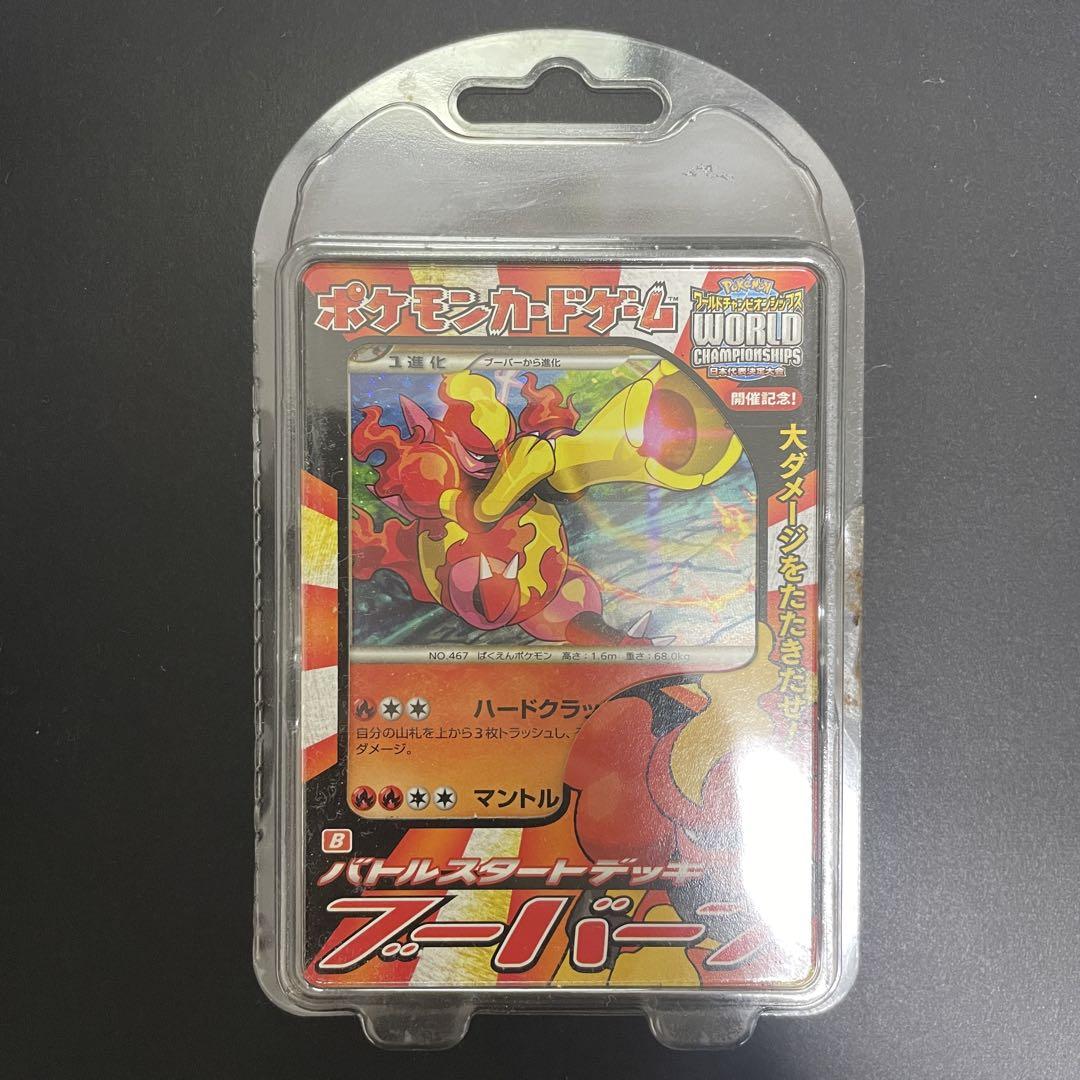 ポケモンカードゲーム™
Pokémon
ワールドチャンピオンシップス
WORLD
CHAMPIONSHIPS
日本代表決定大会
開催記念!
1進化 ブーバーから進化
大ダメージをたたきだせ
NO.467 ばくえんポケモン 高さ:1.6m 重さ:68.0kg
ハードクラッ
自分の山札を上から3枚トラッシュし、
ダメージ。
マントル
B
バトルスタートデッキ
ブーバー